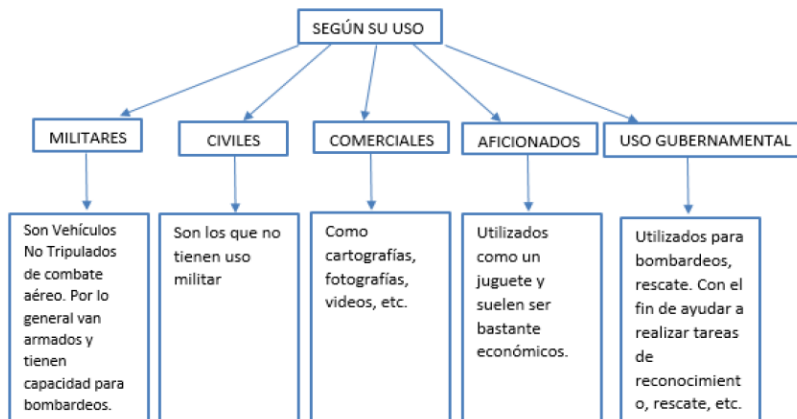 SEGÚN SU USO
MILITARES
CIVILES
COMERCIALES
AFICIONADOS
USO GUBERNAMENTAL
Son Vehículos
No Tripulados
de combate
aéreo. Por lo
general van
armados y
tienen
capacidad para
bombardeos.
Son los que no
tienen uso
militar
Como
cartografías,
fotografías,
videos, etc.
Utilizados
como un
juguete y
suelen ser
bastante
económicos.
Utilizados para
bombardeos,
rescate. Con el
fin de ayudar a
realizar tareas
de
reconocimient
o, rescate, etc.